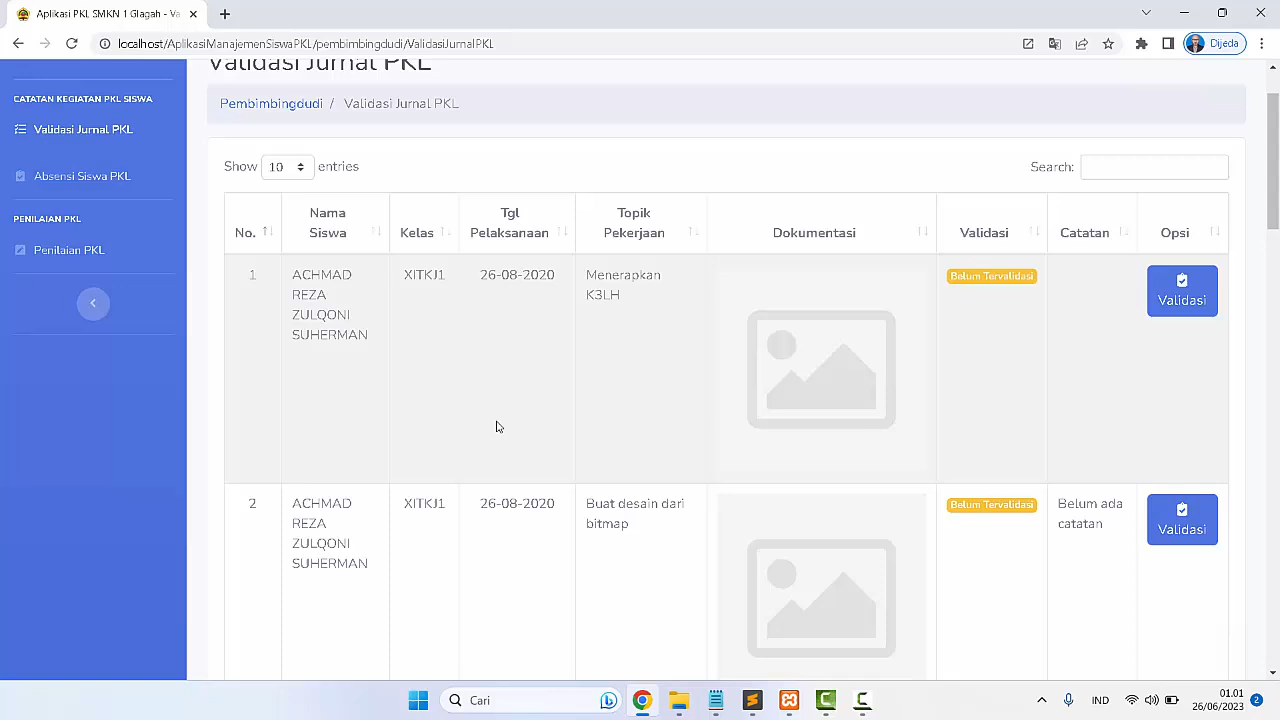 Aplikasi PKL SMKN 1 Glagah - Va
localhost/AplikasiManajemenSiswaPKL/pembimbingdudi/ValidasiJurnalPKL
Dijeda
Validasi Jurnal PKL
CATATAN KEGIATAN PKL SISWA
Validasi Jurnal PKL
Absensi Siswa PKL
PENILAIAN PKL
Penilaian PKL
Pembimbingdudi / Validasi Jurnal PKL
Show 10 entries
Search:
No. Nama Siswa Kelas Tgl Pelaksanaan Topik Pekerjaan Dokumentasi Validasi Catatan Opsi
1 ACHMAD XITKJ1 26-08-2020 Menerapkan Belum Tervalidasi
REZA K3LH Validasi
ZULQONI
SUHERMAN
2 ACHMAD XITKJ1 26-08-2020 Buat desain dari Belum Tervalidasi Belum ada
REZA bitmap catatan Validasi
ZULQONI
SUHERMAN
Cari
IND
01.01
26/06/2023
2